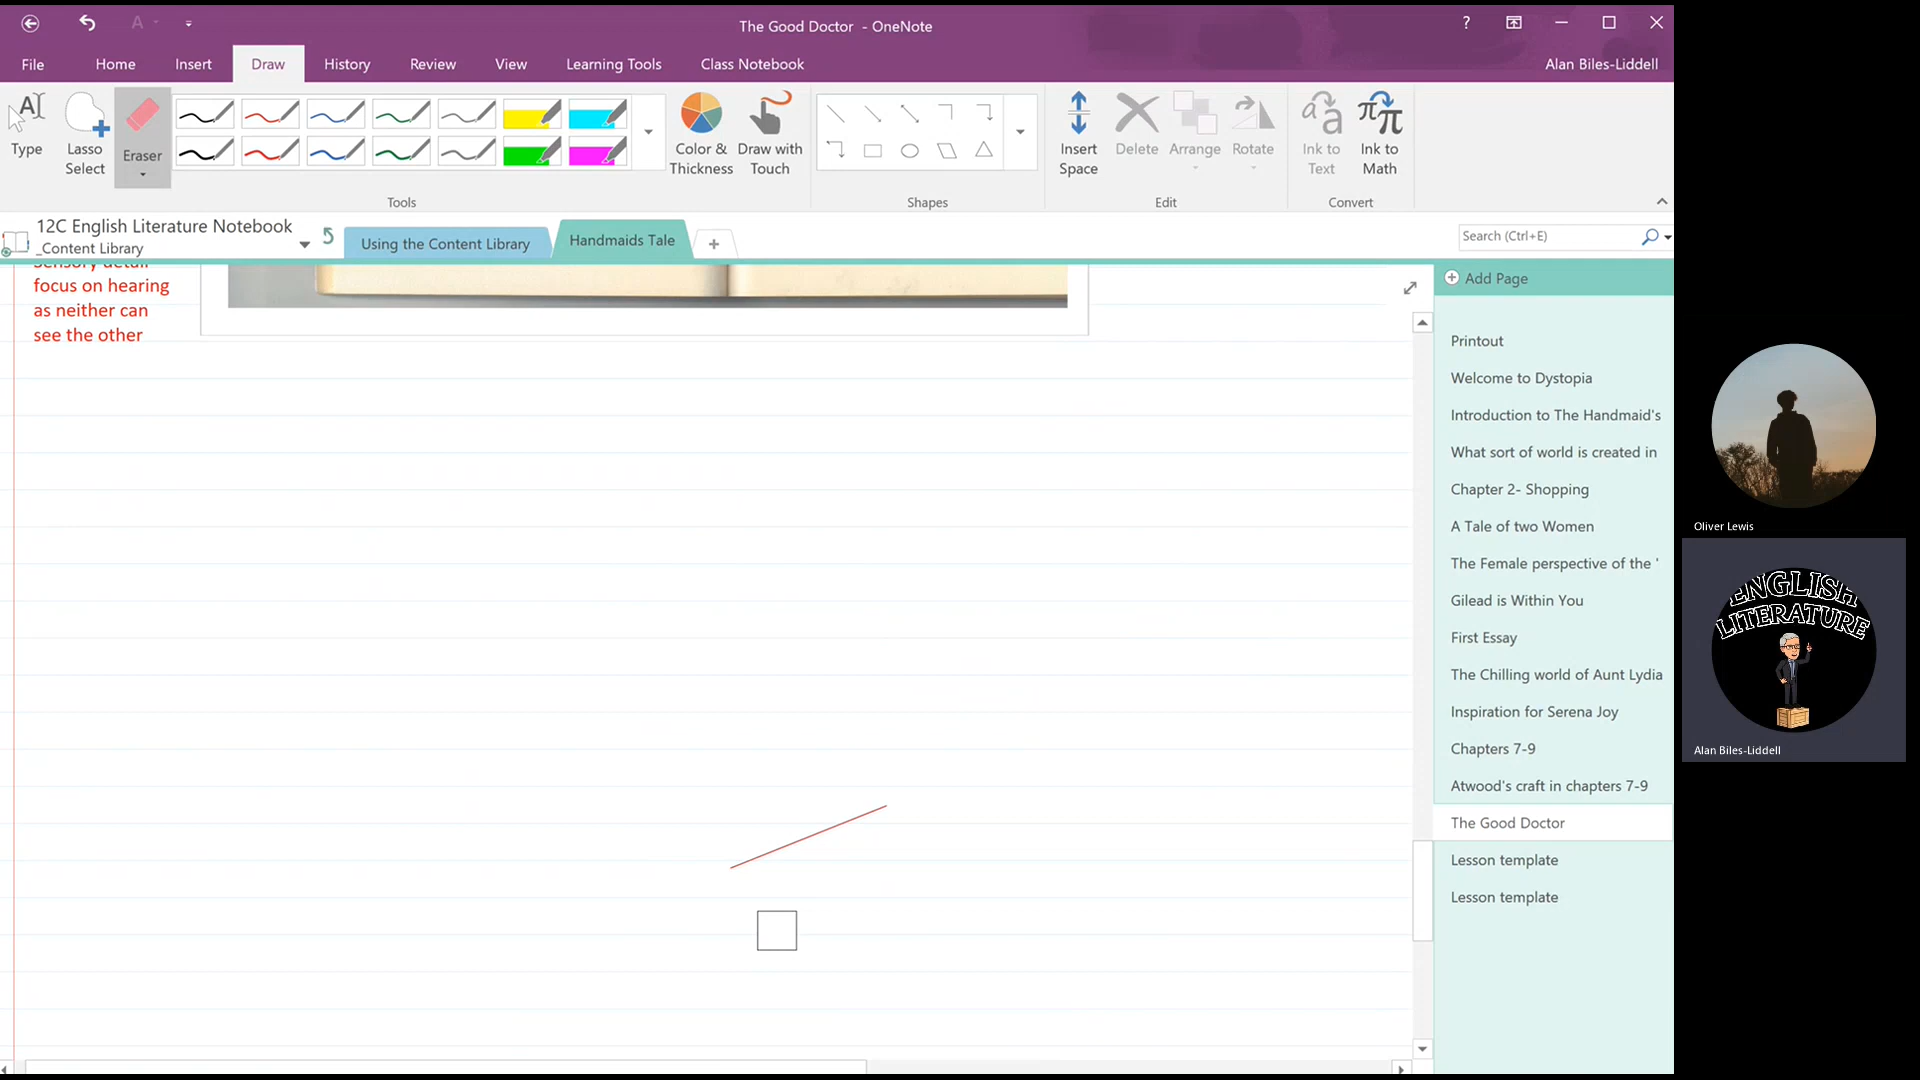 The Good Doctor - OneNote
?
File Home Insert Draw History Review View Learning Tools Class Notebook
Alan Biles-Liddell
Type
Lasso Select
Eraser
Color & Thickness
Draw with Touch
Insert Space
Delete
Arrange
Rotate
Ink to Text
Ink to Math
Tools
Shapes
Edit
Convert
12C English Literature Notebook
_Content Library
Using the Content Library
Handmaids Tale
Search (Ctrl+E)
Sensory detail
focus on hearing
as neither can
see the other
Add Page
Printout
Welcome to Dystopia
Introduction to The Handmaid's
What sort of world is created in
Chapter 2- Shopping
A Tale of two Women
The Female perspective of the '
Gilead is Within You
First Essay
The Chilling world of Aunt Lydia
Inspiration for Serena Joy
Chapters 7-9
Atwood's craft in chapters 7-9
The Good Doctor
Lesson template
Lesson template
Oliver Lewis
ENGLISH
LITERATURE
Alan Biles-Liddell